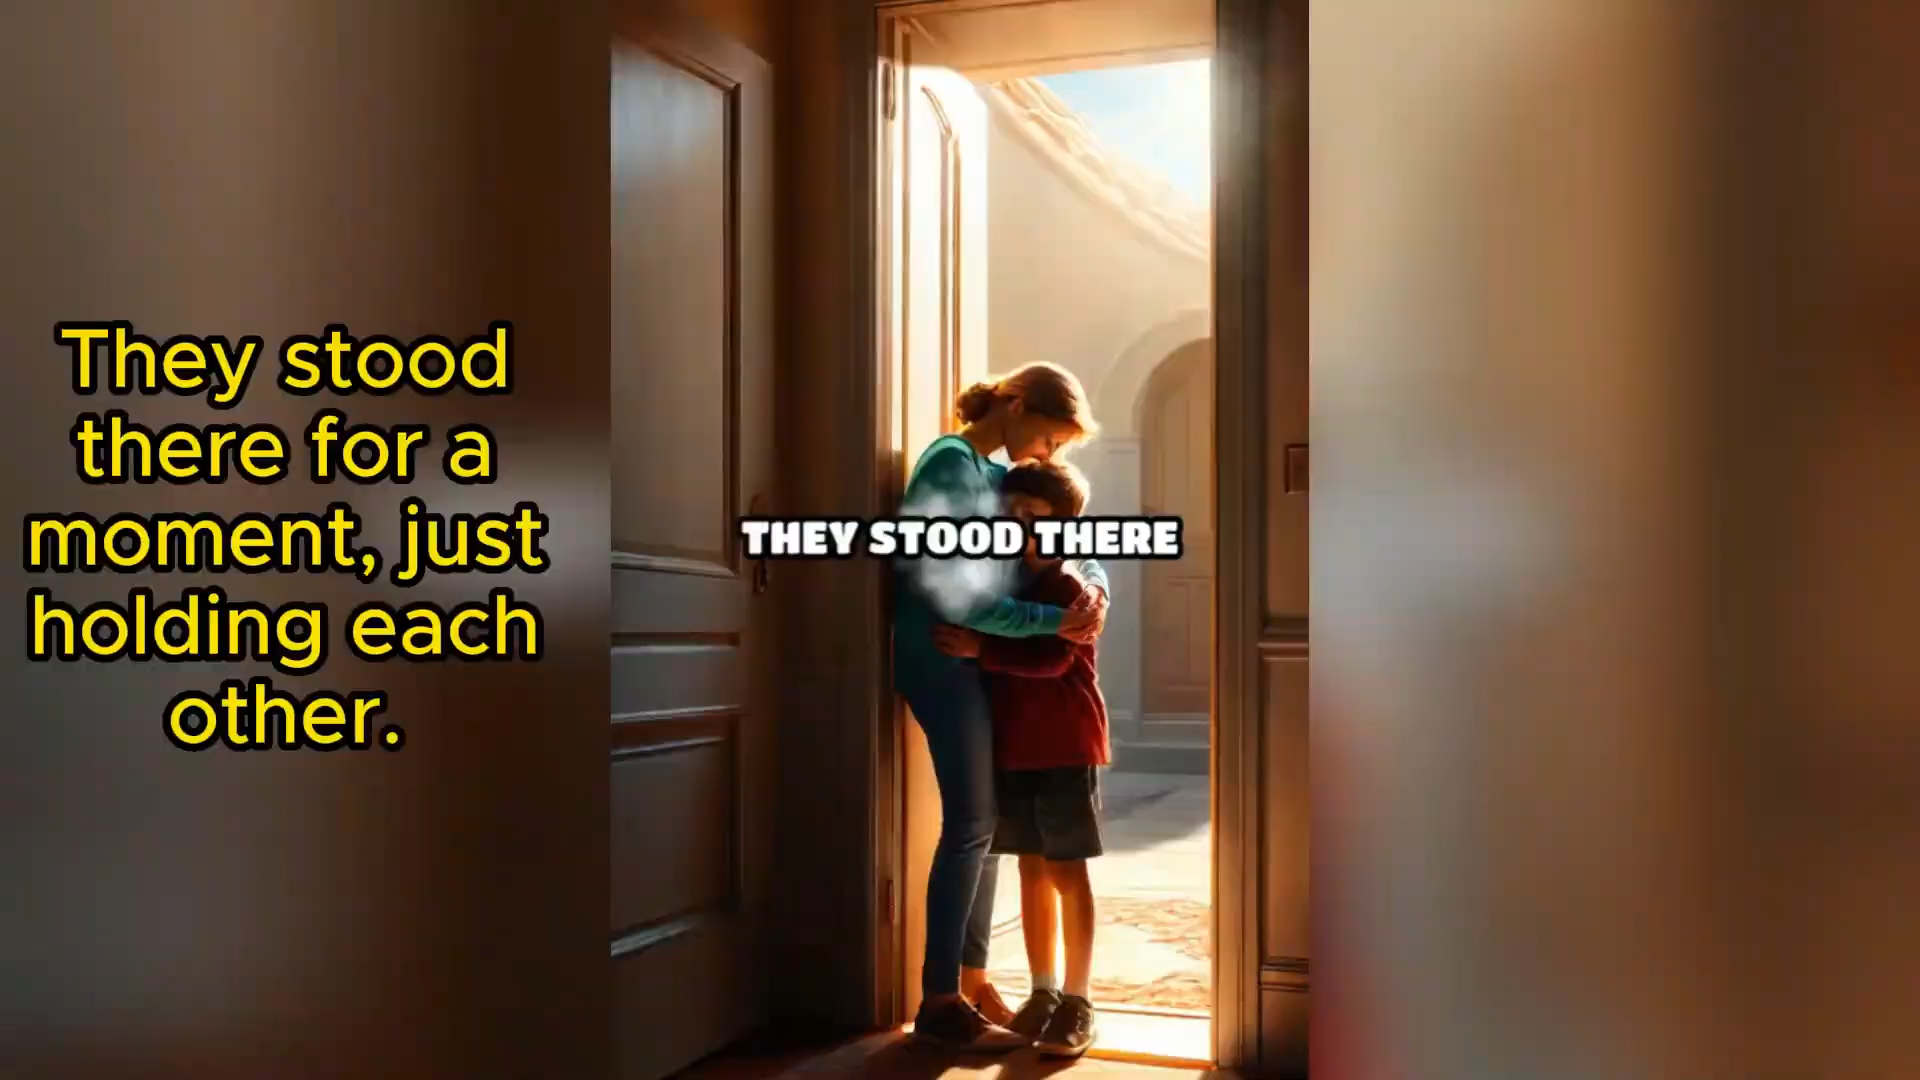 They stood
there for a
moment, just
holding each
other.
THEY STOOD THERE